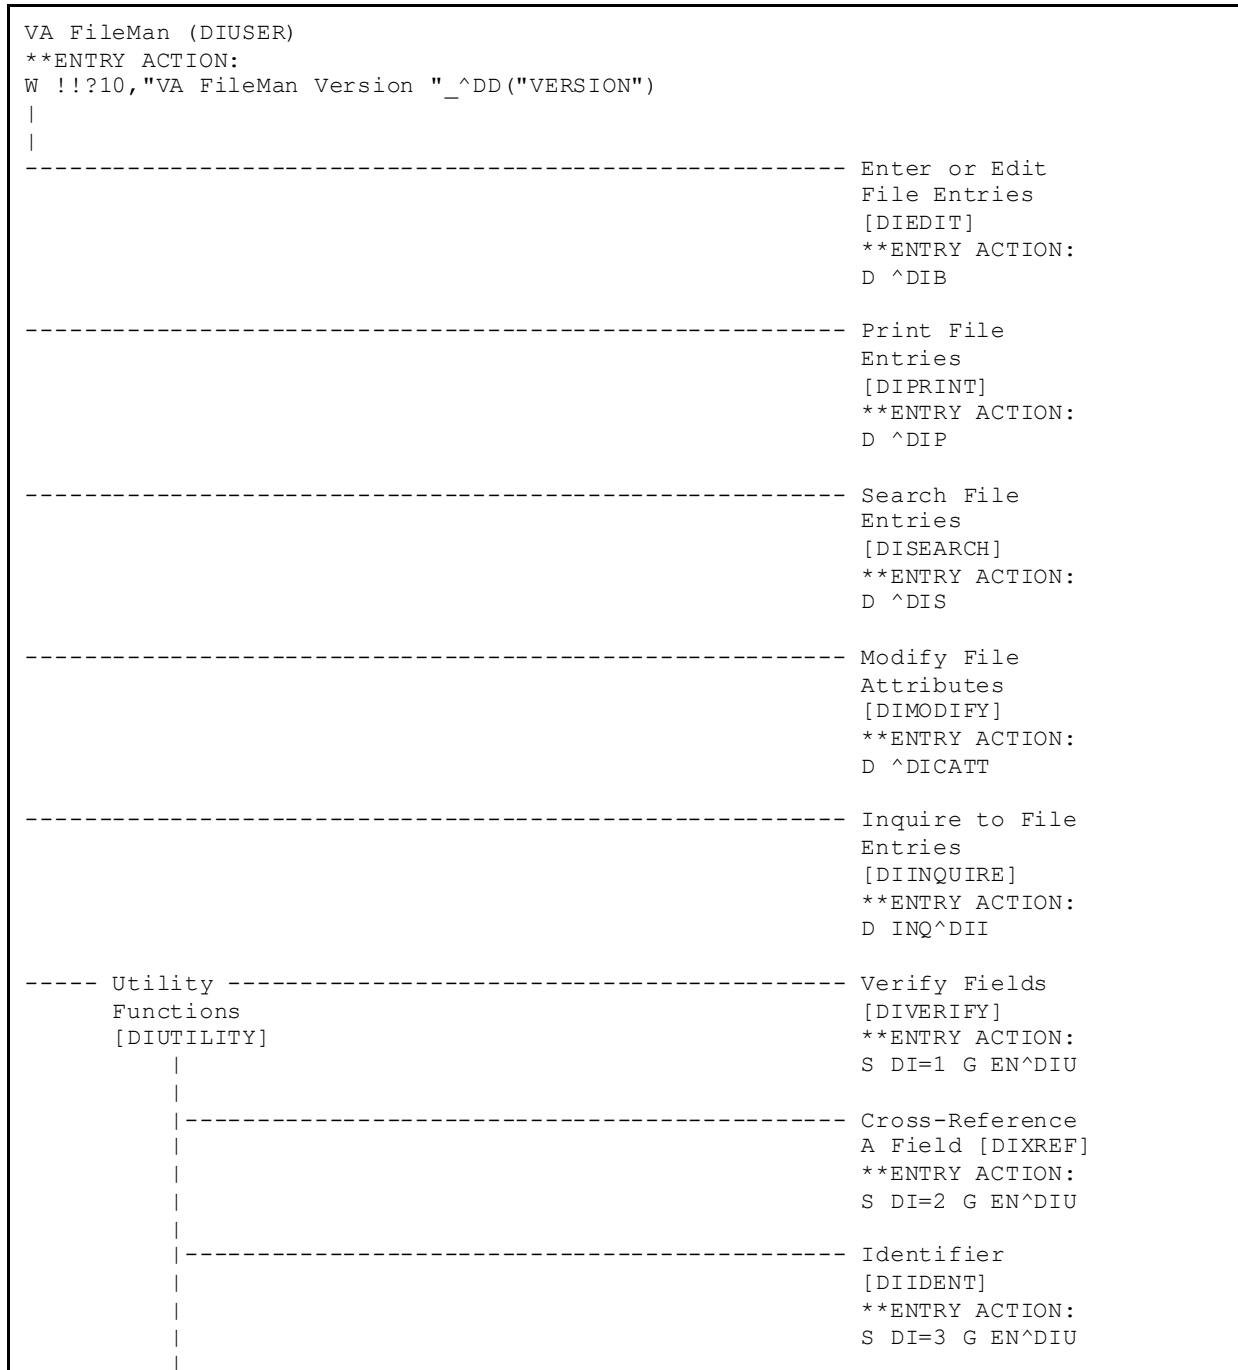 VA FileMan (DIUSER)
**ENTRY ACTION:
W !!?10,"VA FileMan Version "_^DD("VERSION")
|
|
-------------------------------------------------------- Enter or Edit
File Entries
[DIEDIT]
**ENTRY ACTION:
D ^DIB
-------------------------------------------------------- Print File
Entries
[DIPRINT]
**ENTRY ACTION:
D ^DIP
-------------------------------------------------------- Search File
Entries
[DISEARCH]
**ENTRY ACTION:
D ^DIS
-------------------------------------------------------- Modify File
Attributes
[DIMODIFY]
**ENTRY ACTION:
D ^DICATT
-------------------------------------------------------- Inquire to File
Entries
[DIINQUIRE]
**ENTRY ACTION:
D INQ^DII
----- Utility ------------------------------------------ Verify Fields
Functions [DIVERIFY]
[DIUTILITY] **ENTRY ACTION:
| S DI=1 G EN^DIU
|
|--------------------------------------------- Cross-Reference
| A Field [DIXREF]
| **ENTRY ACTION:
| S DI=2 G EN^DIU
|
|--------------------------------------------- Identifier
| [DIIDENT]
| **ENTRY ACTION:
| S DI=3 G EN^DIU
|